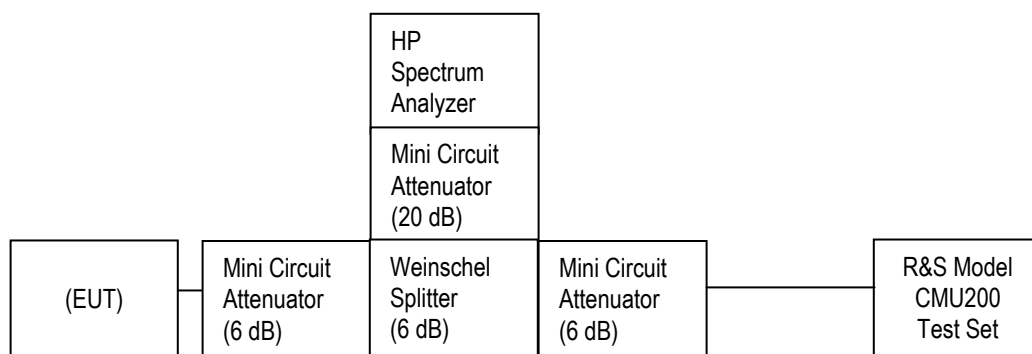 HP
Spectrum
Analyzer
Mini Circuit
Attenuator
(20 dB)
(EUT)
Mini Circuit
Attenuator
(6 dB)
Weinschel
Splitter
(6 dB)
Mini Circuit
Attenuator
(6 dB)
R&S Model
CMU200
Test Set